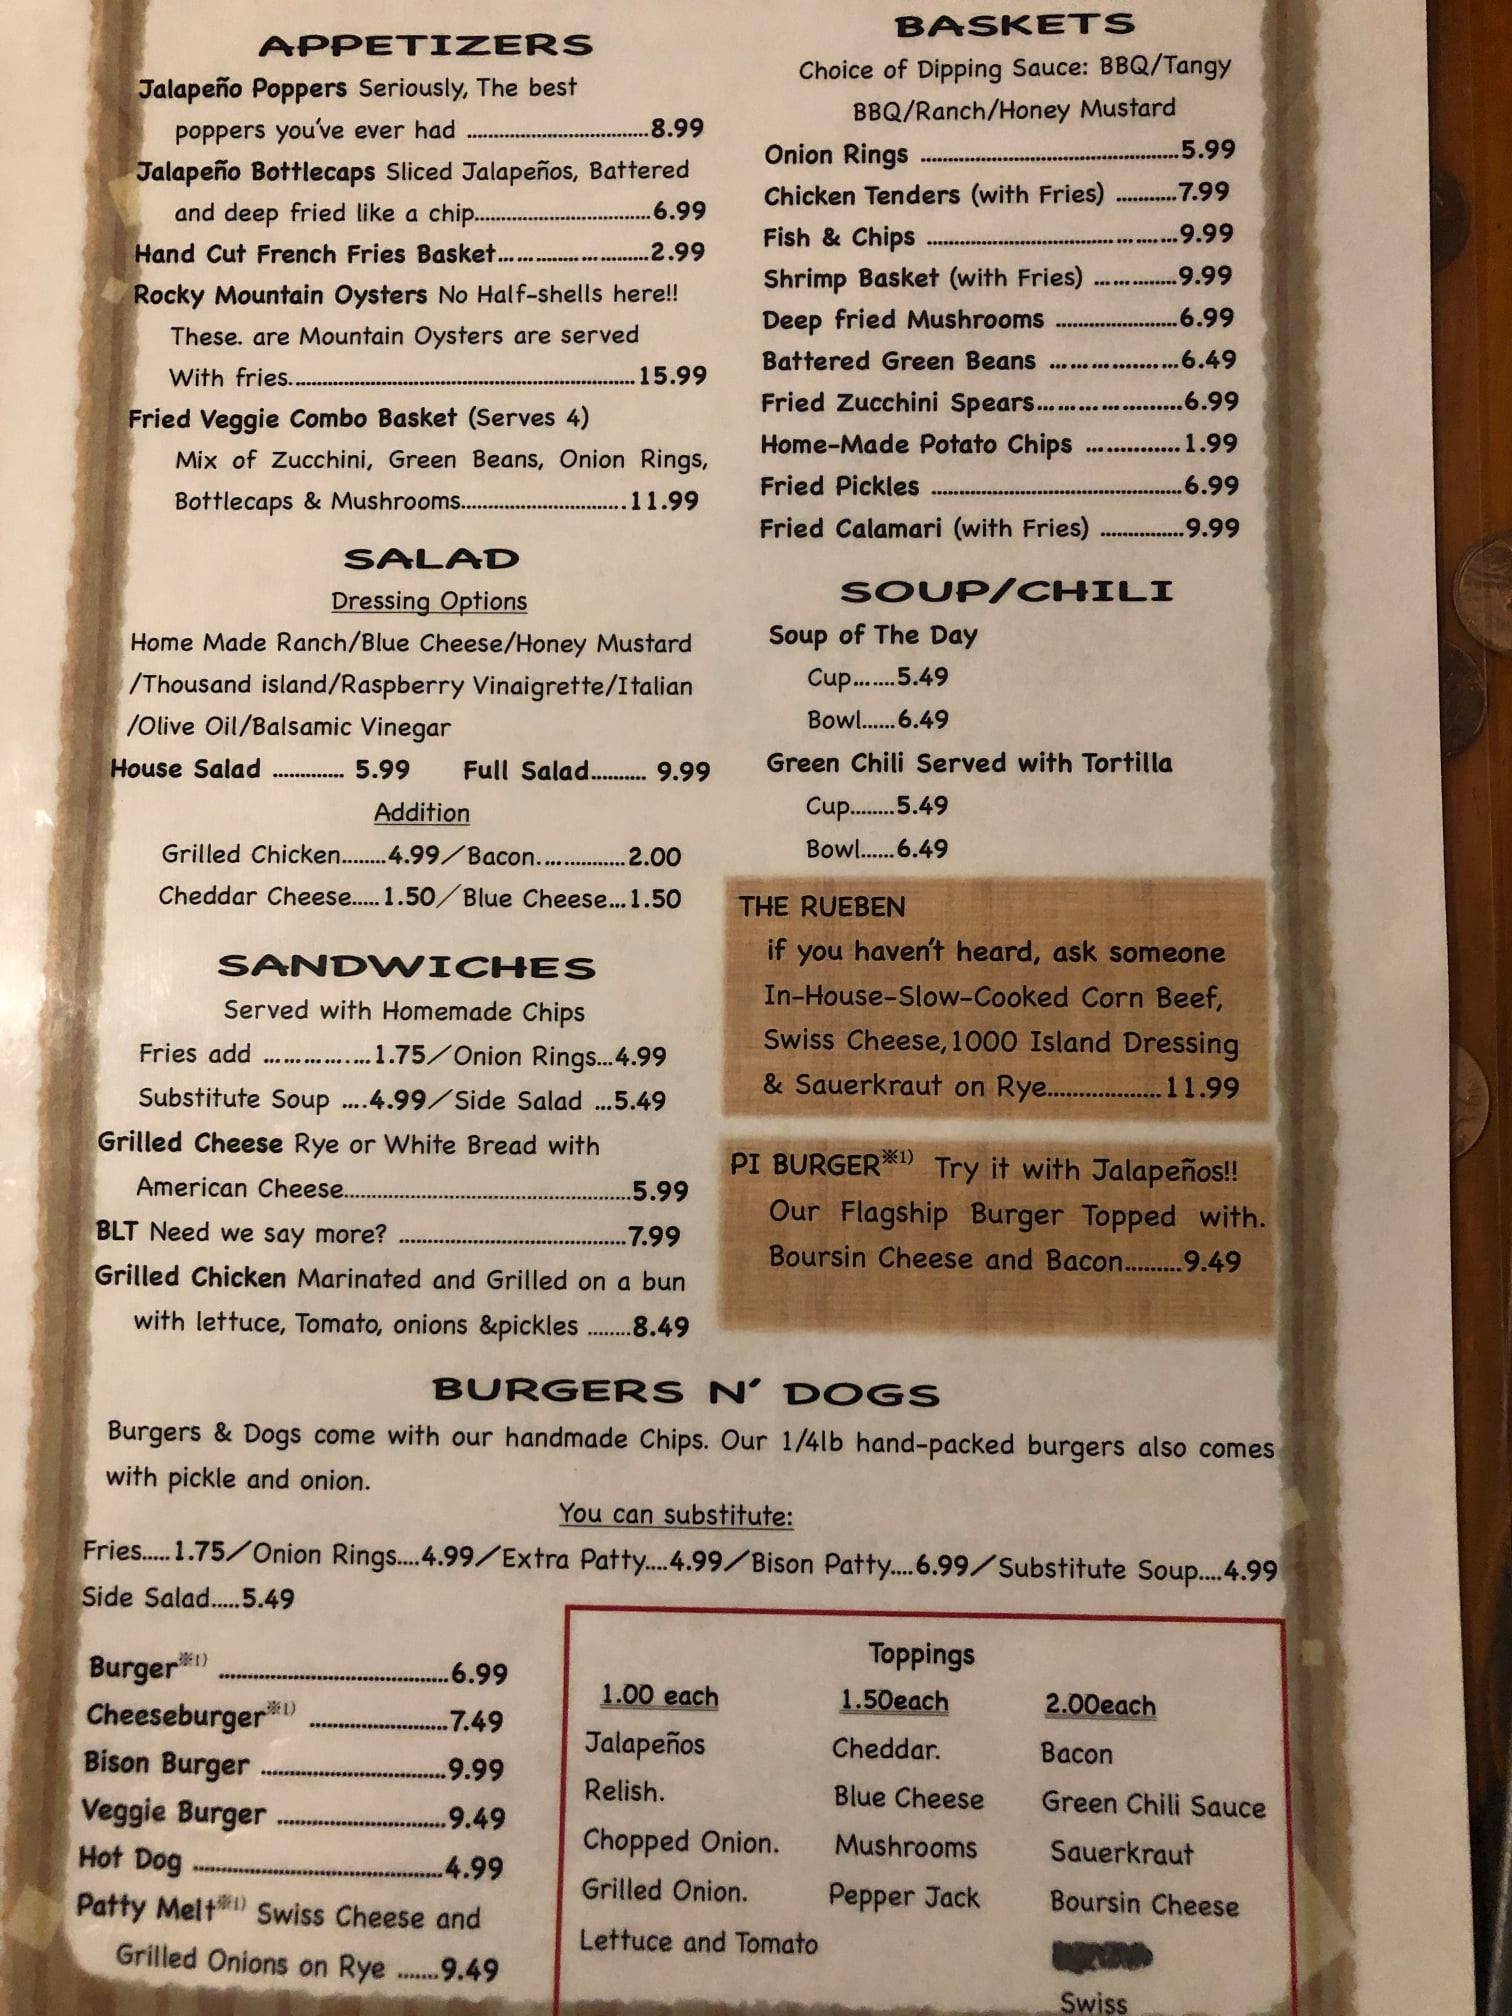 APPETIZERS
Jalapeño Poppers Seriously, The best
poppers you've ever had ..................................8.99
Jalapeño Bottlecaps Sliced Jalapeños, Battered
and deep fried like a chip.................................6.99
Hand Cut French Fries Basket............................2.99
Rocky Mountain Oysters No Half-shells here!!
These. are Mountain Oysters are served
With fries................................................................15.99
Fried Veggie Combo Basket (Serves 4)
Mix of Zucchini, Green Beans, Onion Rings,
Bottlecaps & Mushrooms...............................11.99
SALAD
Dressing Options
Home Made Ranch/Blue Cheese/Honey Mustard
/Thousand island/Raspberry Vinaigrette/Italian
/Olive Oil/Balsamic Vinegar
House Salad ............. 5.99 Full Salad.......... 9.99
Addition
Grilled Chicken........4.99/Bacon................2.00
Cheddar Cheese.....1.50/Blue Cheese...1.50
SANDWICHES
Served with Homemade Chips
Fries add ................1.75/Onion Rings...4.99
Substitute Soup ....4.99/Side Salad ...5.49
Grilled Cheese Rye or White Bread with
American Cheese.....................................................5.99
BLT Need we say more? ..........................................7.99
Grilled Chicken Marinated and Grilled on a bun
with lettuce, Tomato, onions &pickles ........8.49
BASKETS
Choice of Dipping Sauce: BBQ/Tangy
BBQ/Ranch/Honey Mustard
Onion Rings ...............................................5.99
Chicken Tenders (with Fries) ...........7.99
Fish & Chips ..............................................9.99
Shrimp Basket (with Fries) ..............9.99
Deep fried Mushrooms ......................6.99
Battered Green Beans ......................6.49
Fried Zucchini Spears........................6.99
Home-Made Potato Chips ................1.99
Fried Pickles ..............................................6.99
Fried Calamari (with Fries) ...............9.99
SOUP/CHILI
Soup of The Day
Cup.......5.49
Bowl......6.49
Green Chili Served with Tortilla
Cup........5.49
Bowl......6.49
THE RUEBEN
if you haven't heard, ask someone
In-House-Slow-Cooked Corn Beef,
Swiss Cheese,1000 Island Dressing
& Sauerkraut on Rye....................11.99
PI BURGER※1) Try it with Jalapeños!!
Our Flagship Burger Topped with.
Boursin Cheese and Bacon.........9.49
BURGERS N' DOGS
Burgers & Dogs come with our handmade Chips. Our 1/4lb hand-packed burgers also comes
with pickle and onion.
You can substitute:
Fries.....1.75/Onion Rings....4.99/Extra Patty....4.99/Bison Patty....6.99/Substitute Soup....4.99
Side Salad.....5.49
Burger※1) ..........................................6.99
Cheeseburger※1) .........................7.49
Bison Burger ..................................9.99
Veggie Burger ...............................9.49
Hot Dog .............................................4.99
Patty Melt※1) Swiss Cheese and
Grilled Onions on Rye .......9.49
Toppings
1.00 each
Jalapeños
Relish.
Chopped Onion.
Grilled Onion.
Lettuce and Tomato
1.50each
Cheddar.
Blue Cheese
Mushrooms
Pepper Jack
2.00each
Bacon
Green Chili Sauce
Sauerkraut
Boursin Cheese
Swiss